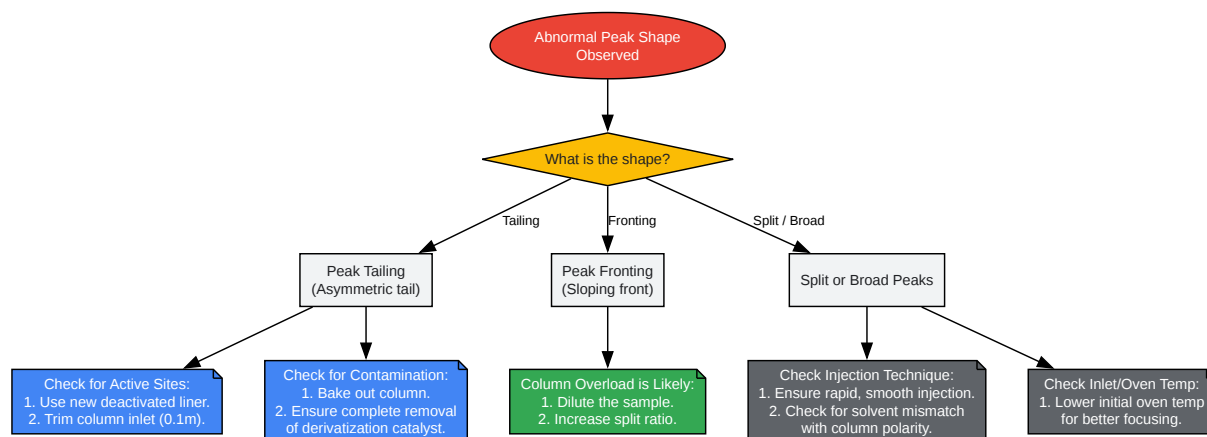 Abnormal Peak Shape
Observed
What is the shape?
Tailing
Fronting
Split / Broad
Peak Tailing
(Asymmetric tail)
Peak Fronting
(Sloping front)
Split or Broad Peaks
Check for Active Sites:
1. Use new deactivated liner.
2. Trim column inlet (0.1m).
Check for Contamination:
1. Bake out column.
2. Ensure complete removal
of derivatization catalyst.
Column Overload is Likely:
1. Dilute the sample.
2. Increase split ratio.
Check Injection Technique:
1. Ensure rapid, smooth injection.
2. Check for solvent mismatch
with column polarity.
Check Inlet/Oven Temp:
1. Lower initial oven temp
for better focusing.